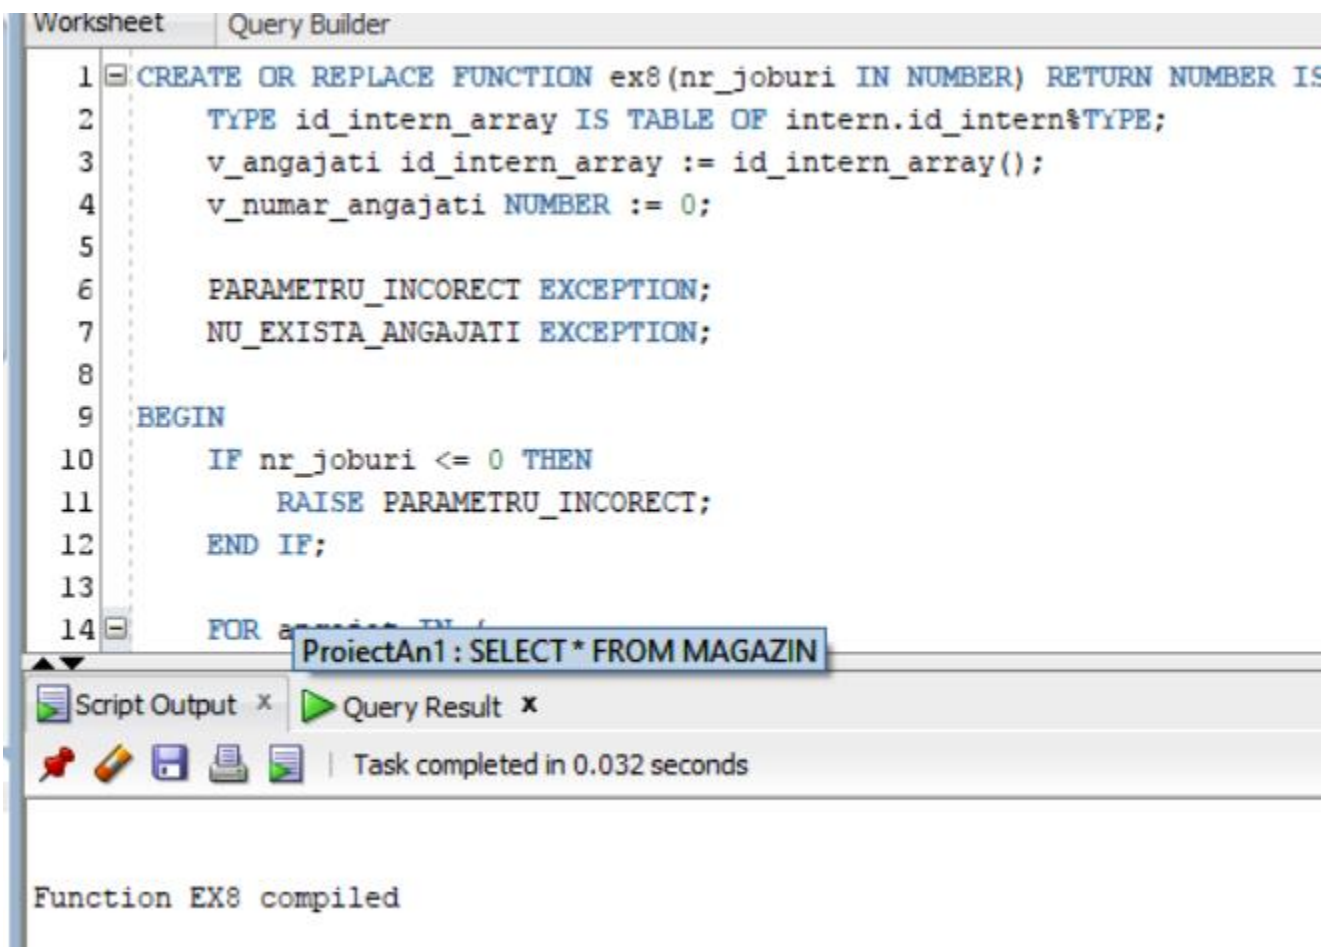 Worksheet Query Builder
1 CREATE OR REPLACE FUNCTION ex8(nr_joburi IN NUMBER) RETURN NUMBER IS
2 TYPE id_intern_array IS TABLE OF intern.id_intern%TYPE;
3 v_angajati id_intern_array := id_intern_array();
4 v_numar_angajati NUMBER := 0;
5
6 PARAMETRU_INCORECT EXCEPTION;
7 NU_EXISTA_ANGAJATI EXCEPTION;
8
9 BEGIN
10 IF nr_joburi <= 0 THEN
11 RAISE PARAMETRU_INCORECT;
12 END IF;
13
14 FOR angajat IN (
ProiectAn1 : SELECT * FROM MAGAZIN
Script Output x Query Result x
Task completed in 0.032 seconds
Function EX8 compiled